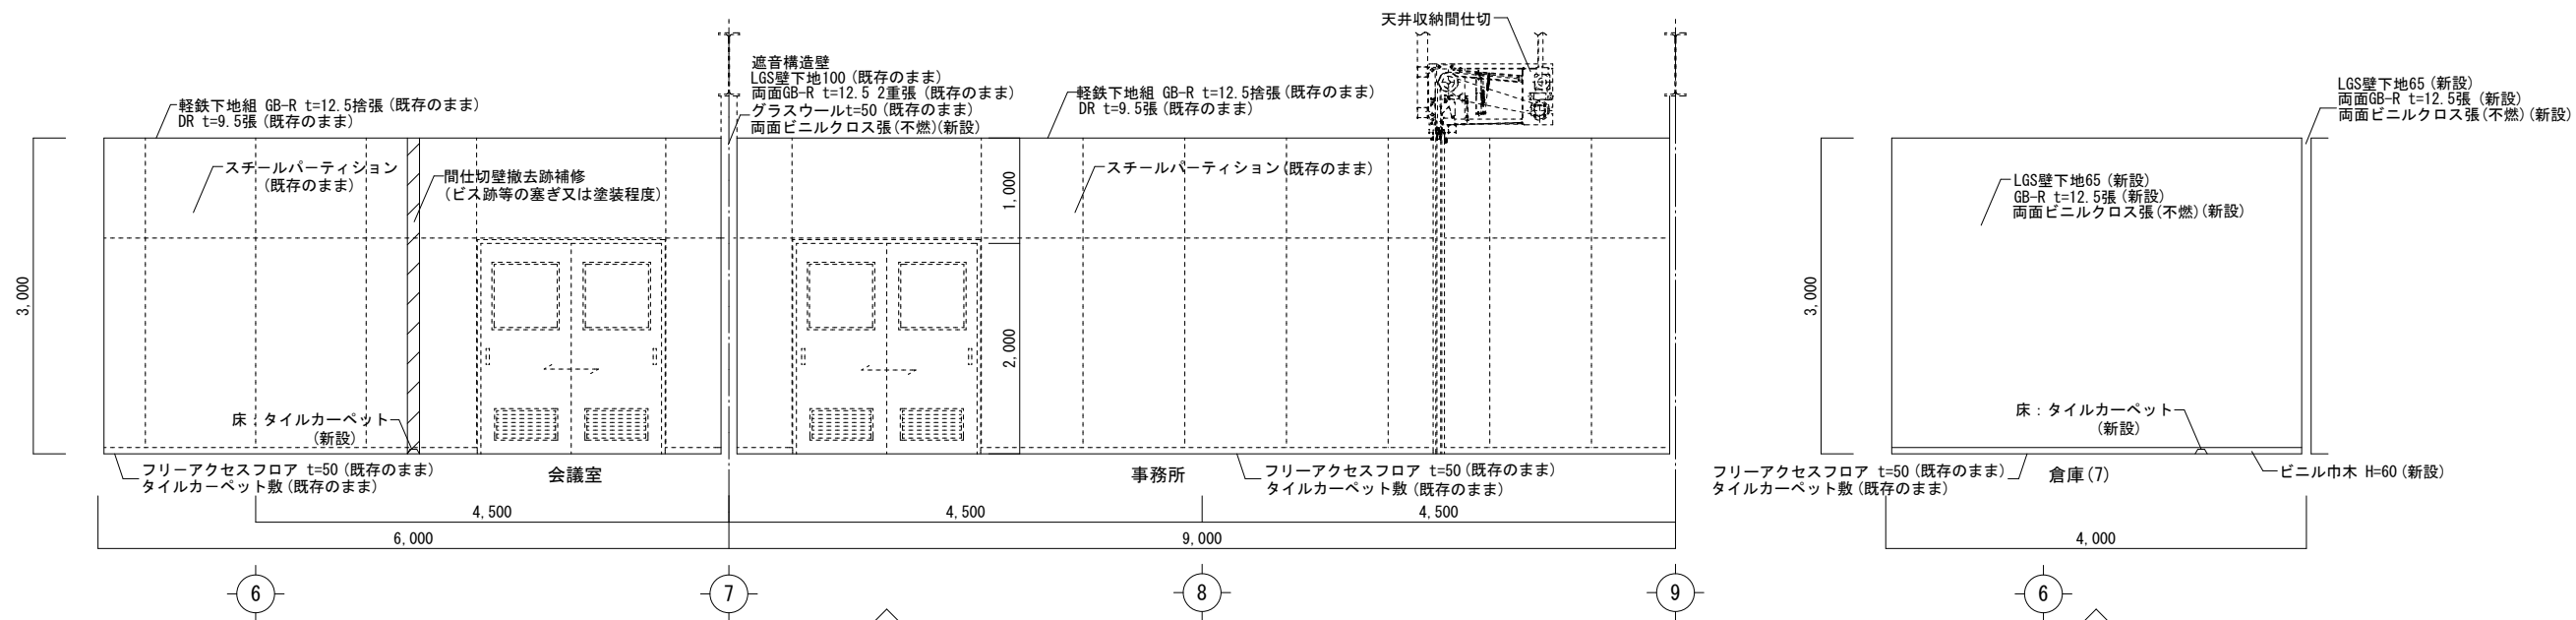 天井収納間仕切
遮音構造壁
LGS壁下地100(既存のまま)
両面GB-R t=12.5 2重張(既存のまま)
グラスウールt=50(既存のまま)
両面ビニルクロス張(不燃)(新設)
軽鉄下地組 GB-R t=12.5捨張(既存のまま)
DR t=9.5張(既存のまま)
軽鉄下地組 GB-R t=12.5捨張(既存のまま)
DR t=9.5張(既存のまま)
LGS壁下地65(新設)
両面GB-R t=12.5張(新設)
両面ビニルクロス張(不燃)(新設)
スチールパーティション
(既存のまま)
間仕切壁撤去跡補修
(ビス跡等の塞ぎ又は塗装程度)
スチールパーティション(既存のまま)
LGS壁下地65(新設)
GB-R t=12.5張(新設)
両面ビニルクロス張(不燃)(新設)
1,000
3,000
2,000
3,000
床：タイルカーペット
(新設)
床：タイルカーペット
(新設)
フリーアクセスフロア t=50(既存のまま)
タイルカーペット敷(既存のまま)
会議室
事務所
フリーアクセスフロア t=50(既存のまま)
タイルカーペット敷(既存のまま)
フリーアクセスフロア t=50(既存のまま)
タイルカーペット敷(既存のまま)
倉庫(7)
ビニル巾木 H=60(新設)
4,500
4,500
4,500
6,000
9,000
4,000
6
7
8
9
6